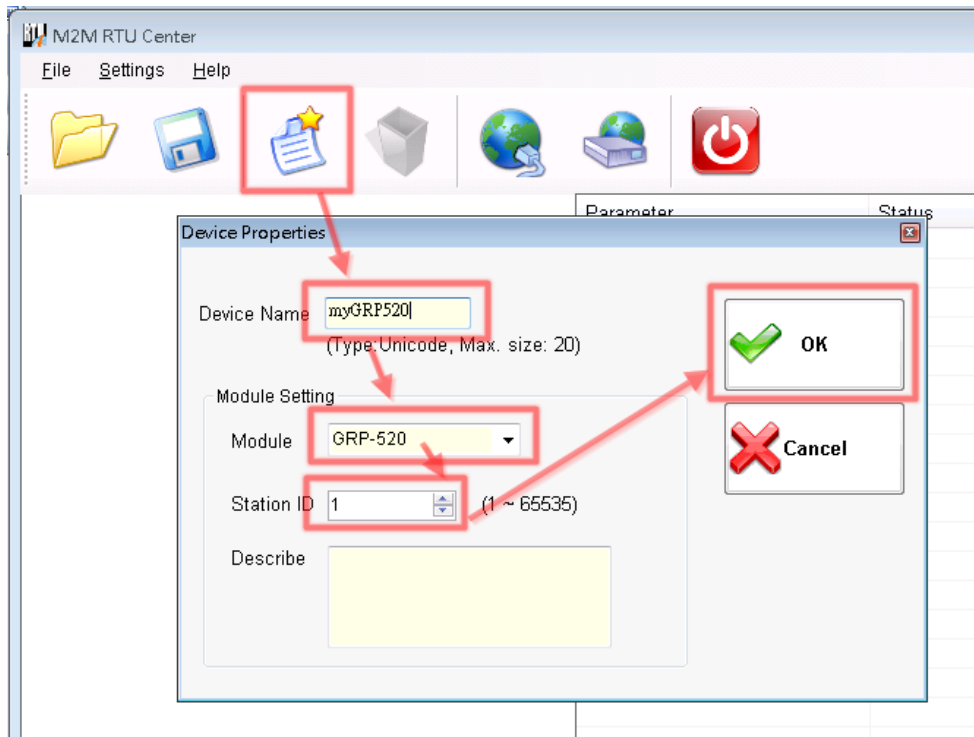 M2M RTU Center
File Settings Help
Parameter Status
Device Properties
Device Name myGRP520
(Type:Unicode, Max. size: 20)
OK
Module Setting
Module GRP-520
Cancel
Station ID 1 (1 ~ 65535)
Describe